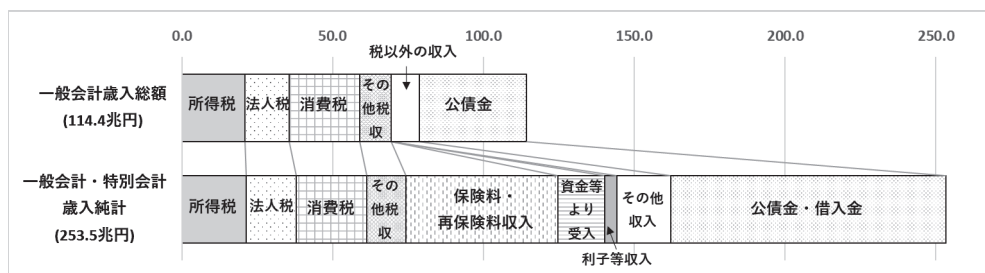 0.0 50.0 100.0 150.0 200.0 250.0
税以外の収入
一般会計歳入総額
(114.4兆円)
所得税
法人税
消費税
その
他税
収
公債金
一般会計・特別会計
歳入純計
(253.5兆円)
所得税
法人税
消費税
その
他税
収
保険料・
再保険料収入
資金等
より
受入
その他
収入
公債金・借入金
利子等収入